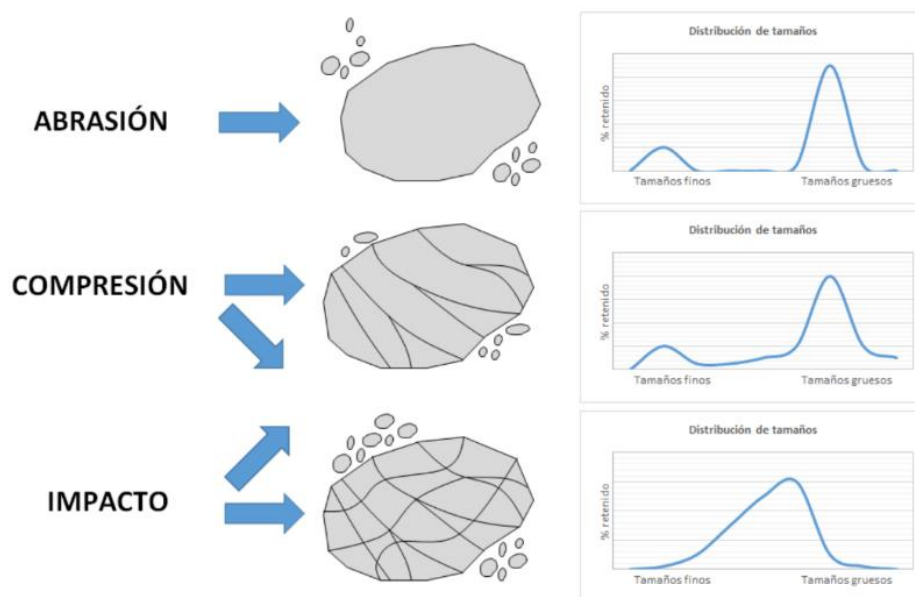 ABRASIÓN
Distribución de tamaños
% retenido
Tamaños finos
Tamaños gruesos
COMPRESIÓN
Distribución de tamaños
% retenido
Tamaños finos
Tamaños gruesos
IMPACTO
Distribución de tamaños
% retenido
Tamaños finos
Tamaños gruesos